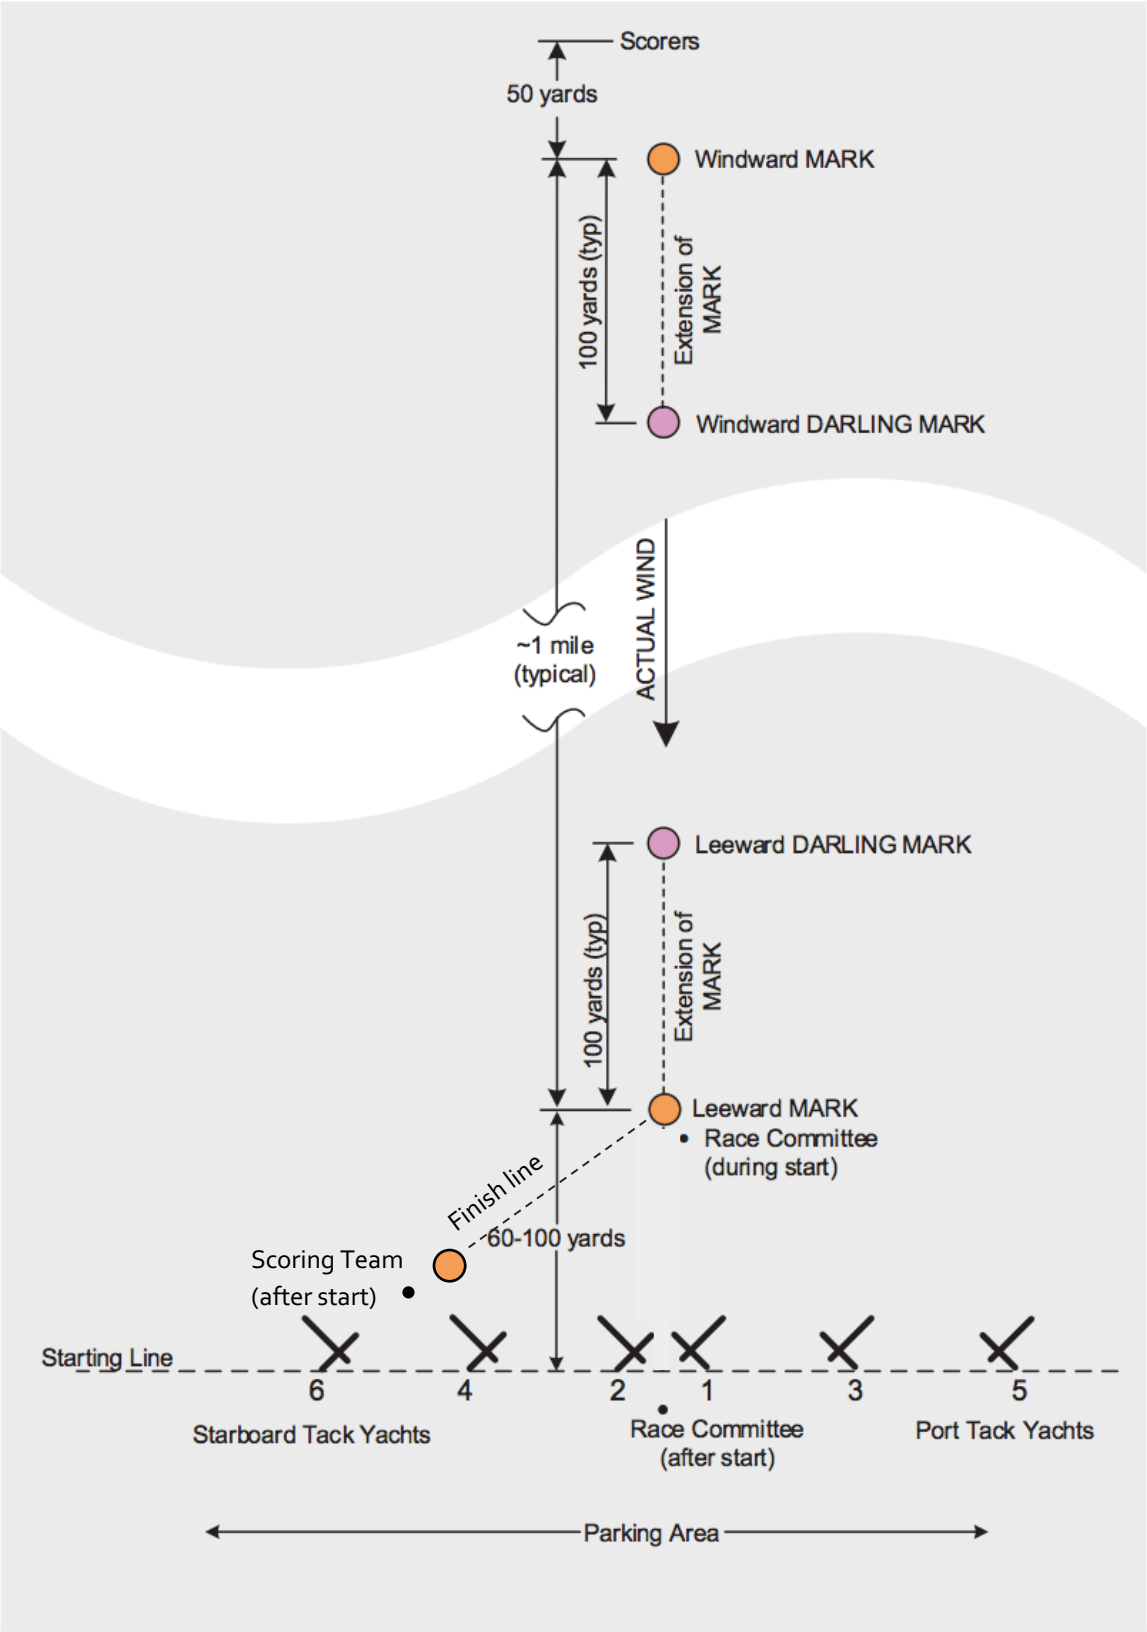 Scorers
50 yards
Windward MARK
100 yards (typ)
Extension of
MARK
Windward DARLING MARK
ACTUAL WIND
~1 mile
(typical)
Leeward DARLING MARK
100 yards (typ)
Extension of
MARK
Leeward MARK
• Race Committee
(during start)
Finish line
60-100 yards
Scoring Team
(after start)
Starting Line
6 4 2 1 3 5
Starboard Tack Yachts
Race Committee
(after start)
Port Tack Yachts
Parking Area